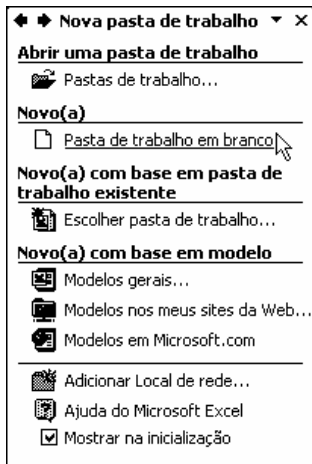 Nova pasta de trabalho
Abrir uma pasta de trabalho
Pastas de trabalho...
Novo(a)
Pasta de trabalho em branco
Novo(a) com base em pasta de
trabalho existente
Escolher pasta de trabalho...
Novo(a) com base em modelo
Modelos gerais...
Modelos nos meus sites da Web...
Modelos em Microsoft.com
Adicionar Local de rede...
Ajuda do Microsoft Excel
Mostrar na inicialização